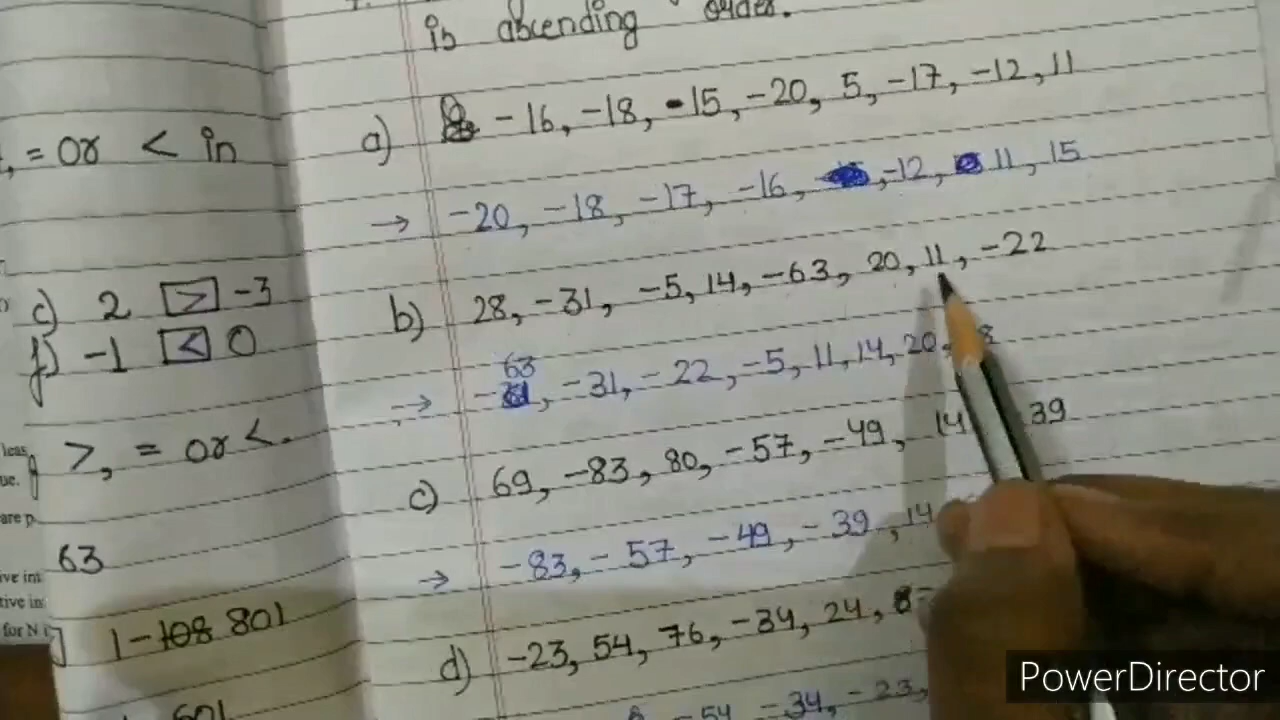 = or < in
c) 2 > -3
f) -1 < 0
>, = or <.
63
1-108 801
601
is ascending order.
a) -16, -18, -15, -20, 5, -17, -12, 11
→ -20, -18, -17, -16, -12, 11, 15
b) 28, -31, -5, 14, -63, 20, 11, -22
→ -63, -31, -22, -5, 11, 14, 20,
c) 69, -83, 80, -57, -49, 14 39
→ -83, -57, -49, -39, 14
d) -23, 54, 76, -34, 24,
-54, -34, -23,
are p
for N
PowerDirector